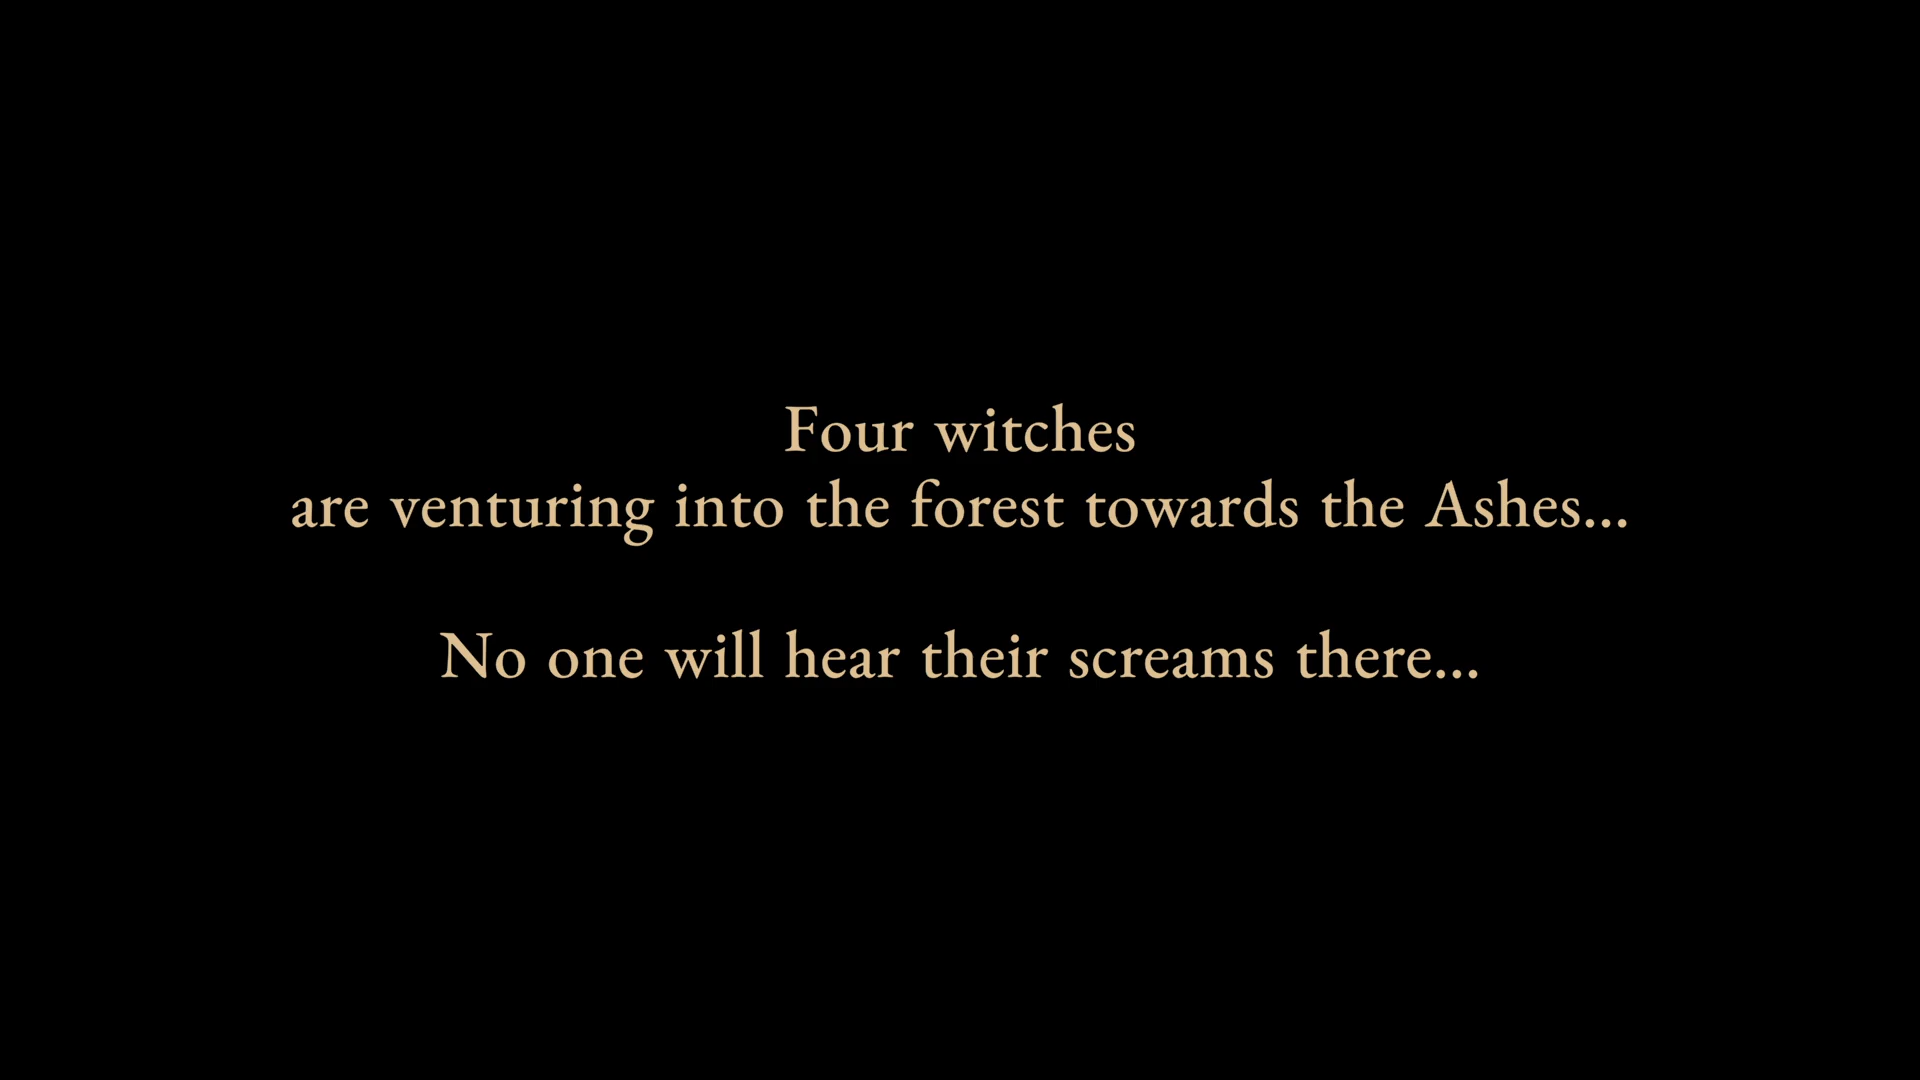 Four witches
are venturing into the forest towards the Ashes...
No one will hear their screams there...